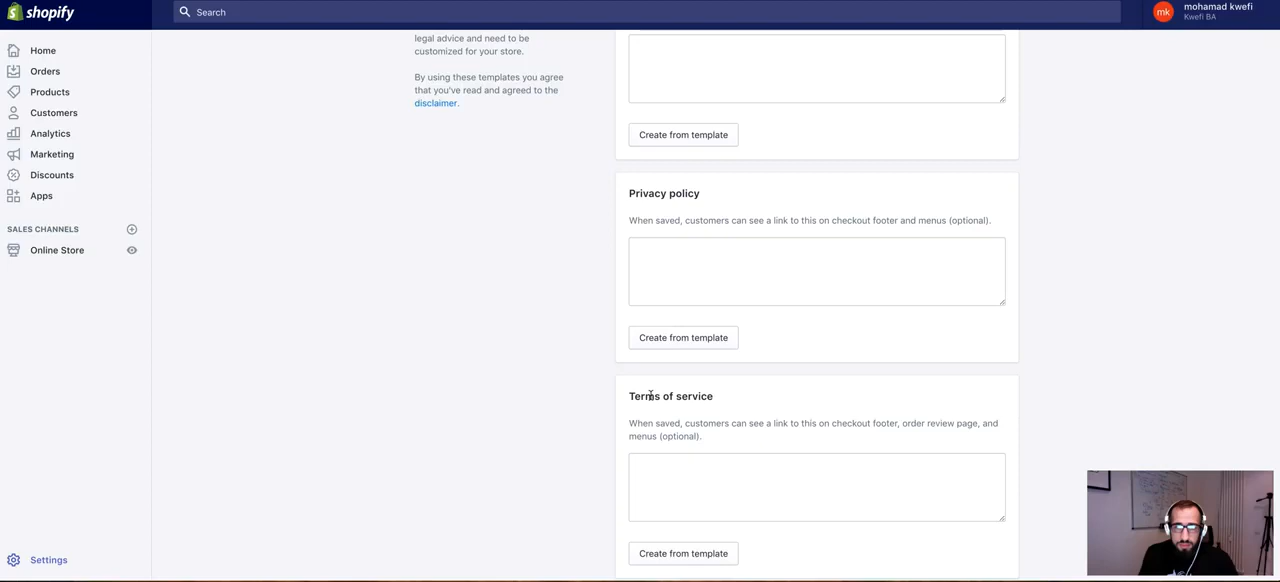 shopify
Search
mk
mohamad kwefi
Kwefi BA
Home
Orders
Products
Customers
Analytics
Marketing
Discounts
Apps
SALES CHANNELS
Online Store
Settings
legal advice and need to be
customized for your store.
By using these templates you agree
that you've read and agreed to the
disclaimer.
Create from template
Privacy policy
When saved, customers can see a link to this on checkout footer and menus (optional).
Create from template
Terms of service
When saved, customers can see a link to this on checkout footer, order review page, and
menus (optional).
Create from template